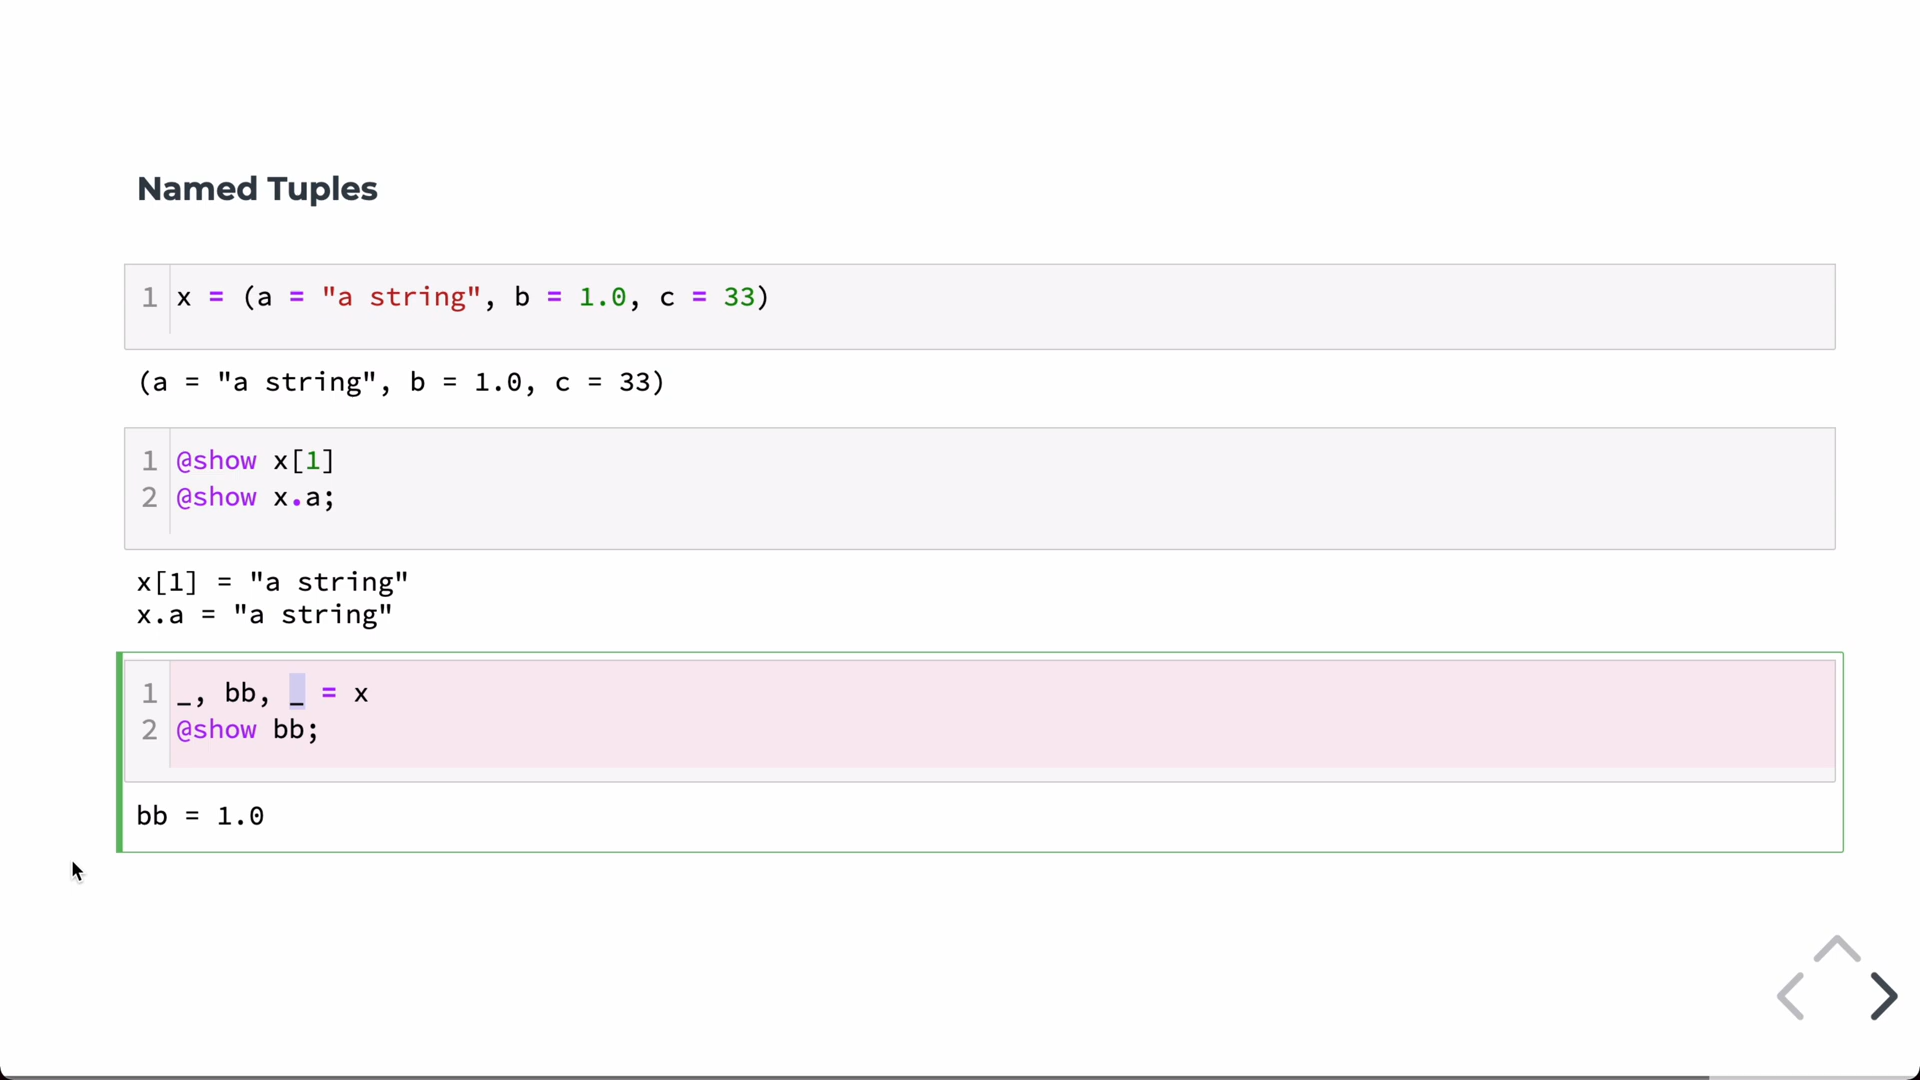 Named Tuples
1 x = (a = "a string", b = 1.0, c = 33)
(a = "a string", b = 1.0, c = 33)
1 @show x[1]
2 @show x.a;
x[1] = "a string"
x.a = "a string"
1 _, bb, _ = x
2 @show bb;
bb = 1.0